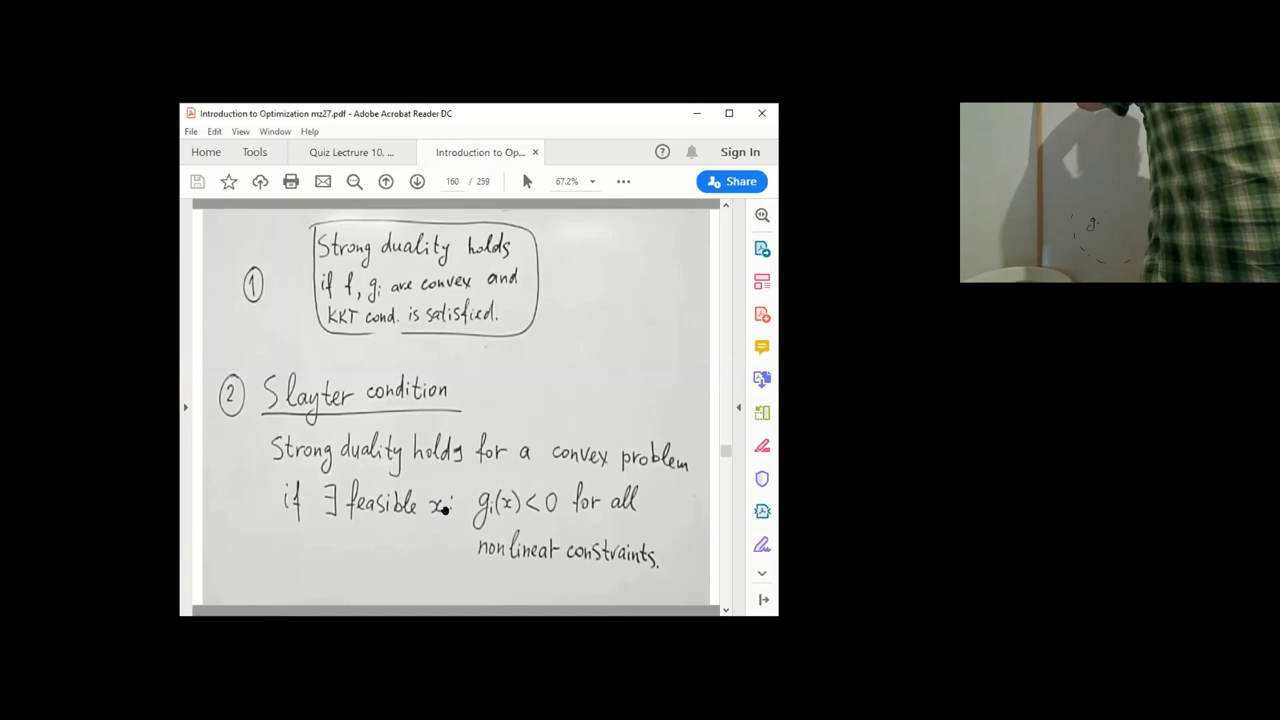 Introduction to Optimization mz27.pdf - Adobe Acrobat Reader DC
File Edit View Window Help
Home Tools Quiz Lecture 10. ... Introduction to Op... × Sign In
160 / 259 67.2% Share
① Strong duality holds
if f, gi are convex and
KKT cond. is satisfied.
② Slayter condition
Strong duality holds for a convex problem
if ∃ feasible x: gi(x) < 0 for all
nonlinear constraints.
g.